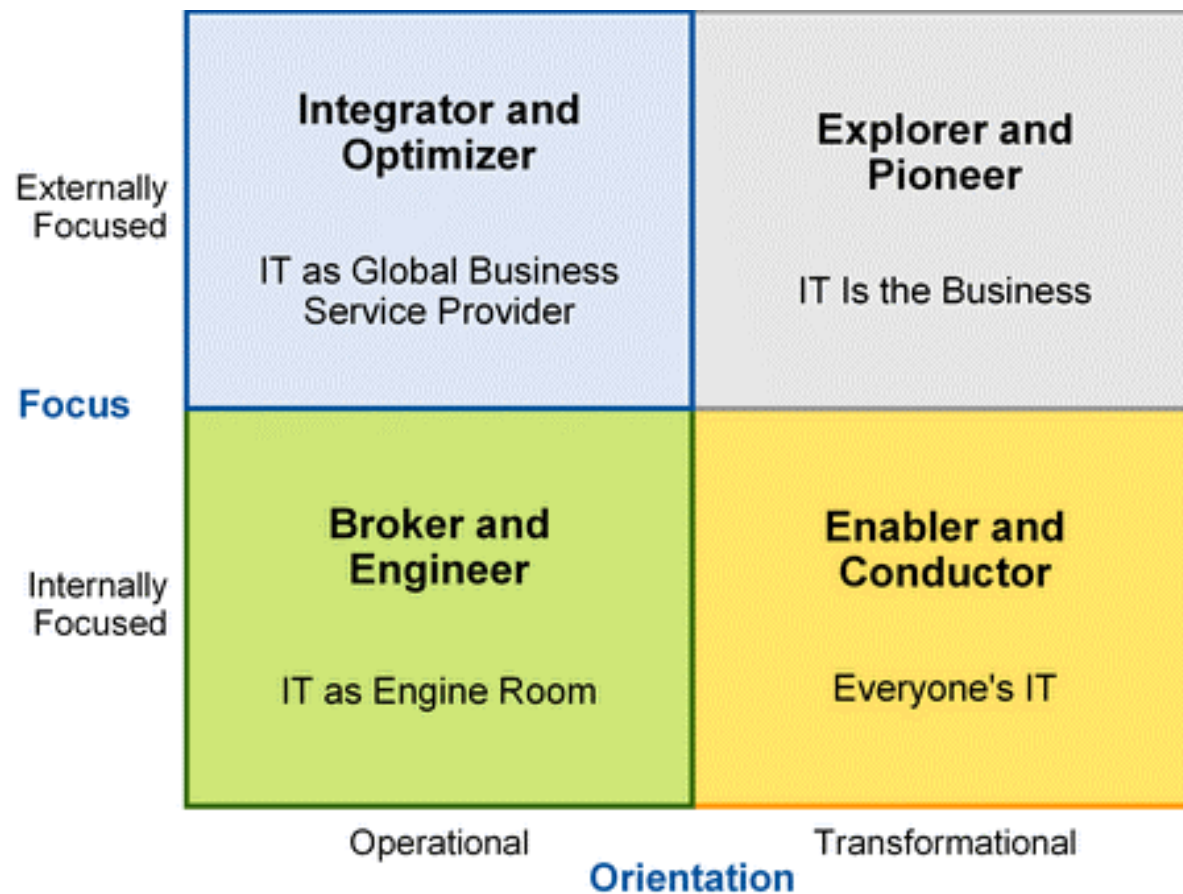 Integrator and
Optimizer
IT as Global Business
Service Provider
Explorer and
Pioneer
IT Is the Business
Externally
Focused
Focus
Broker and
Engineer
IT as Engine Room
Enabler and
Conductor
Everyone's IT
Internally
Focused
Operational
Transformational
Orientation